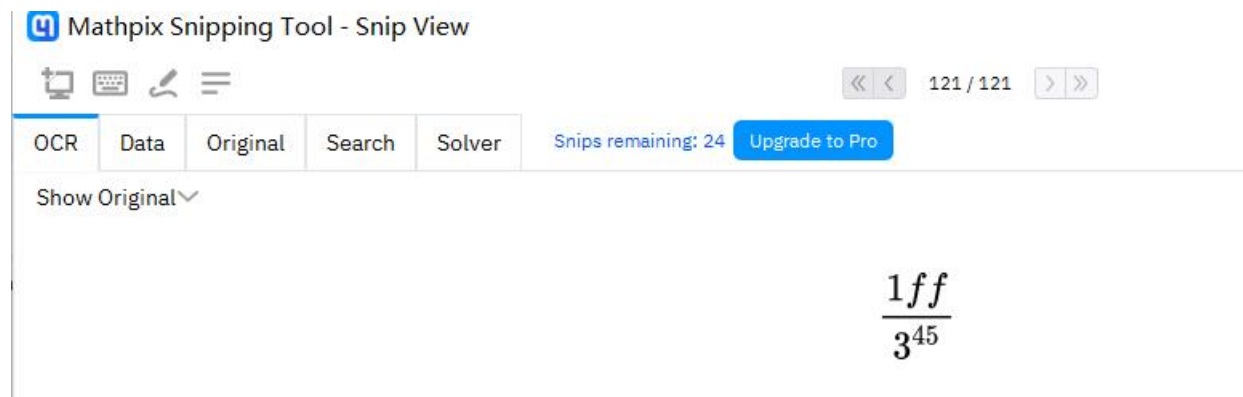 Mathpix Snipping Tool - Snip View
121/121
OCR Data Original Search Solver Snips remaining: 24 Upgrade to Pro
Show Original
1ff
3^45